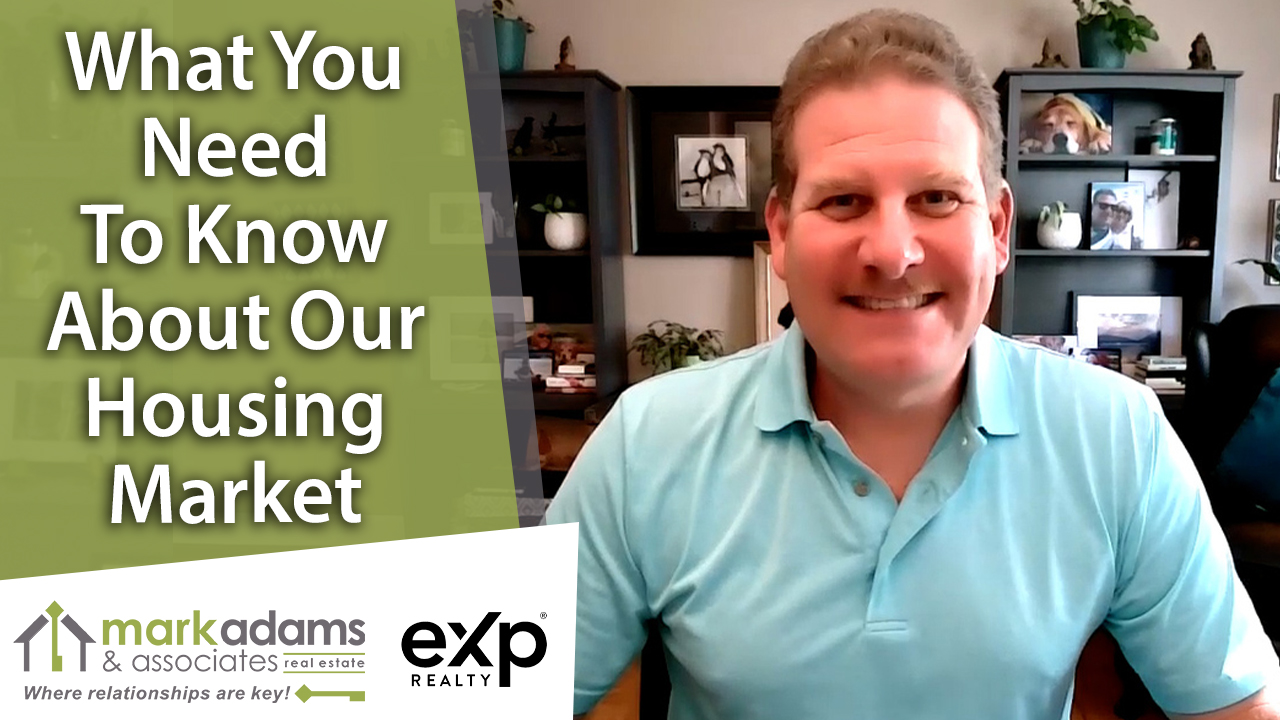 What You
Need
To Know
About Our
Housing
Market
markadams
& associates real estate
Where relationships are key!
eXp®
REALTY